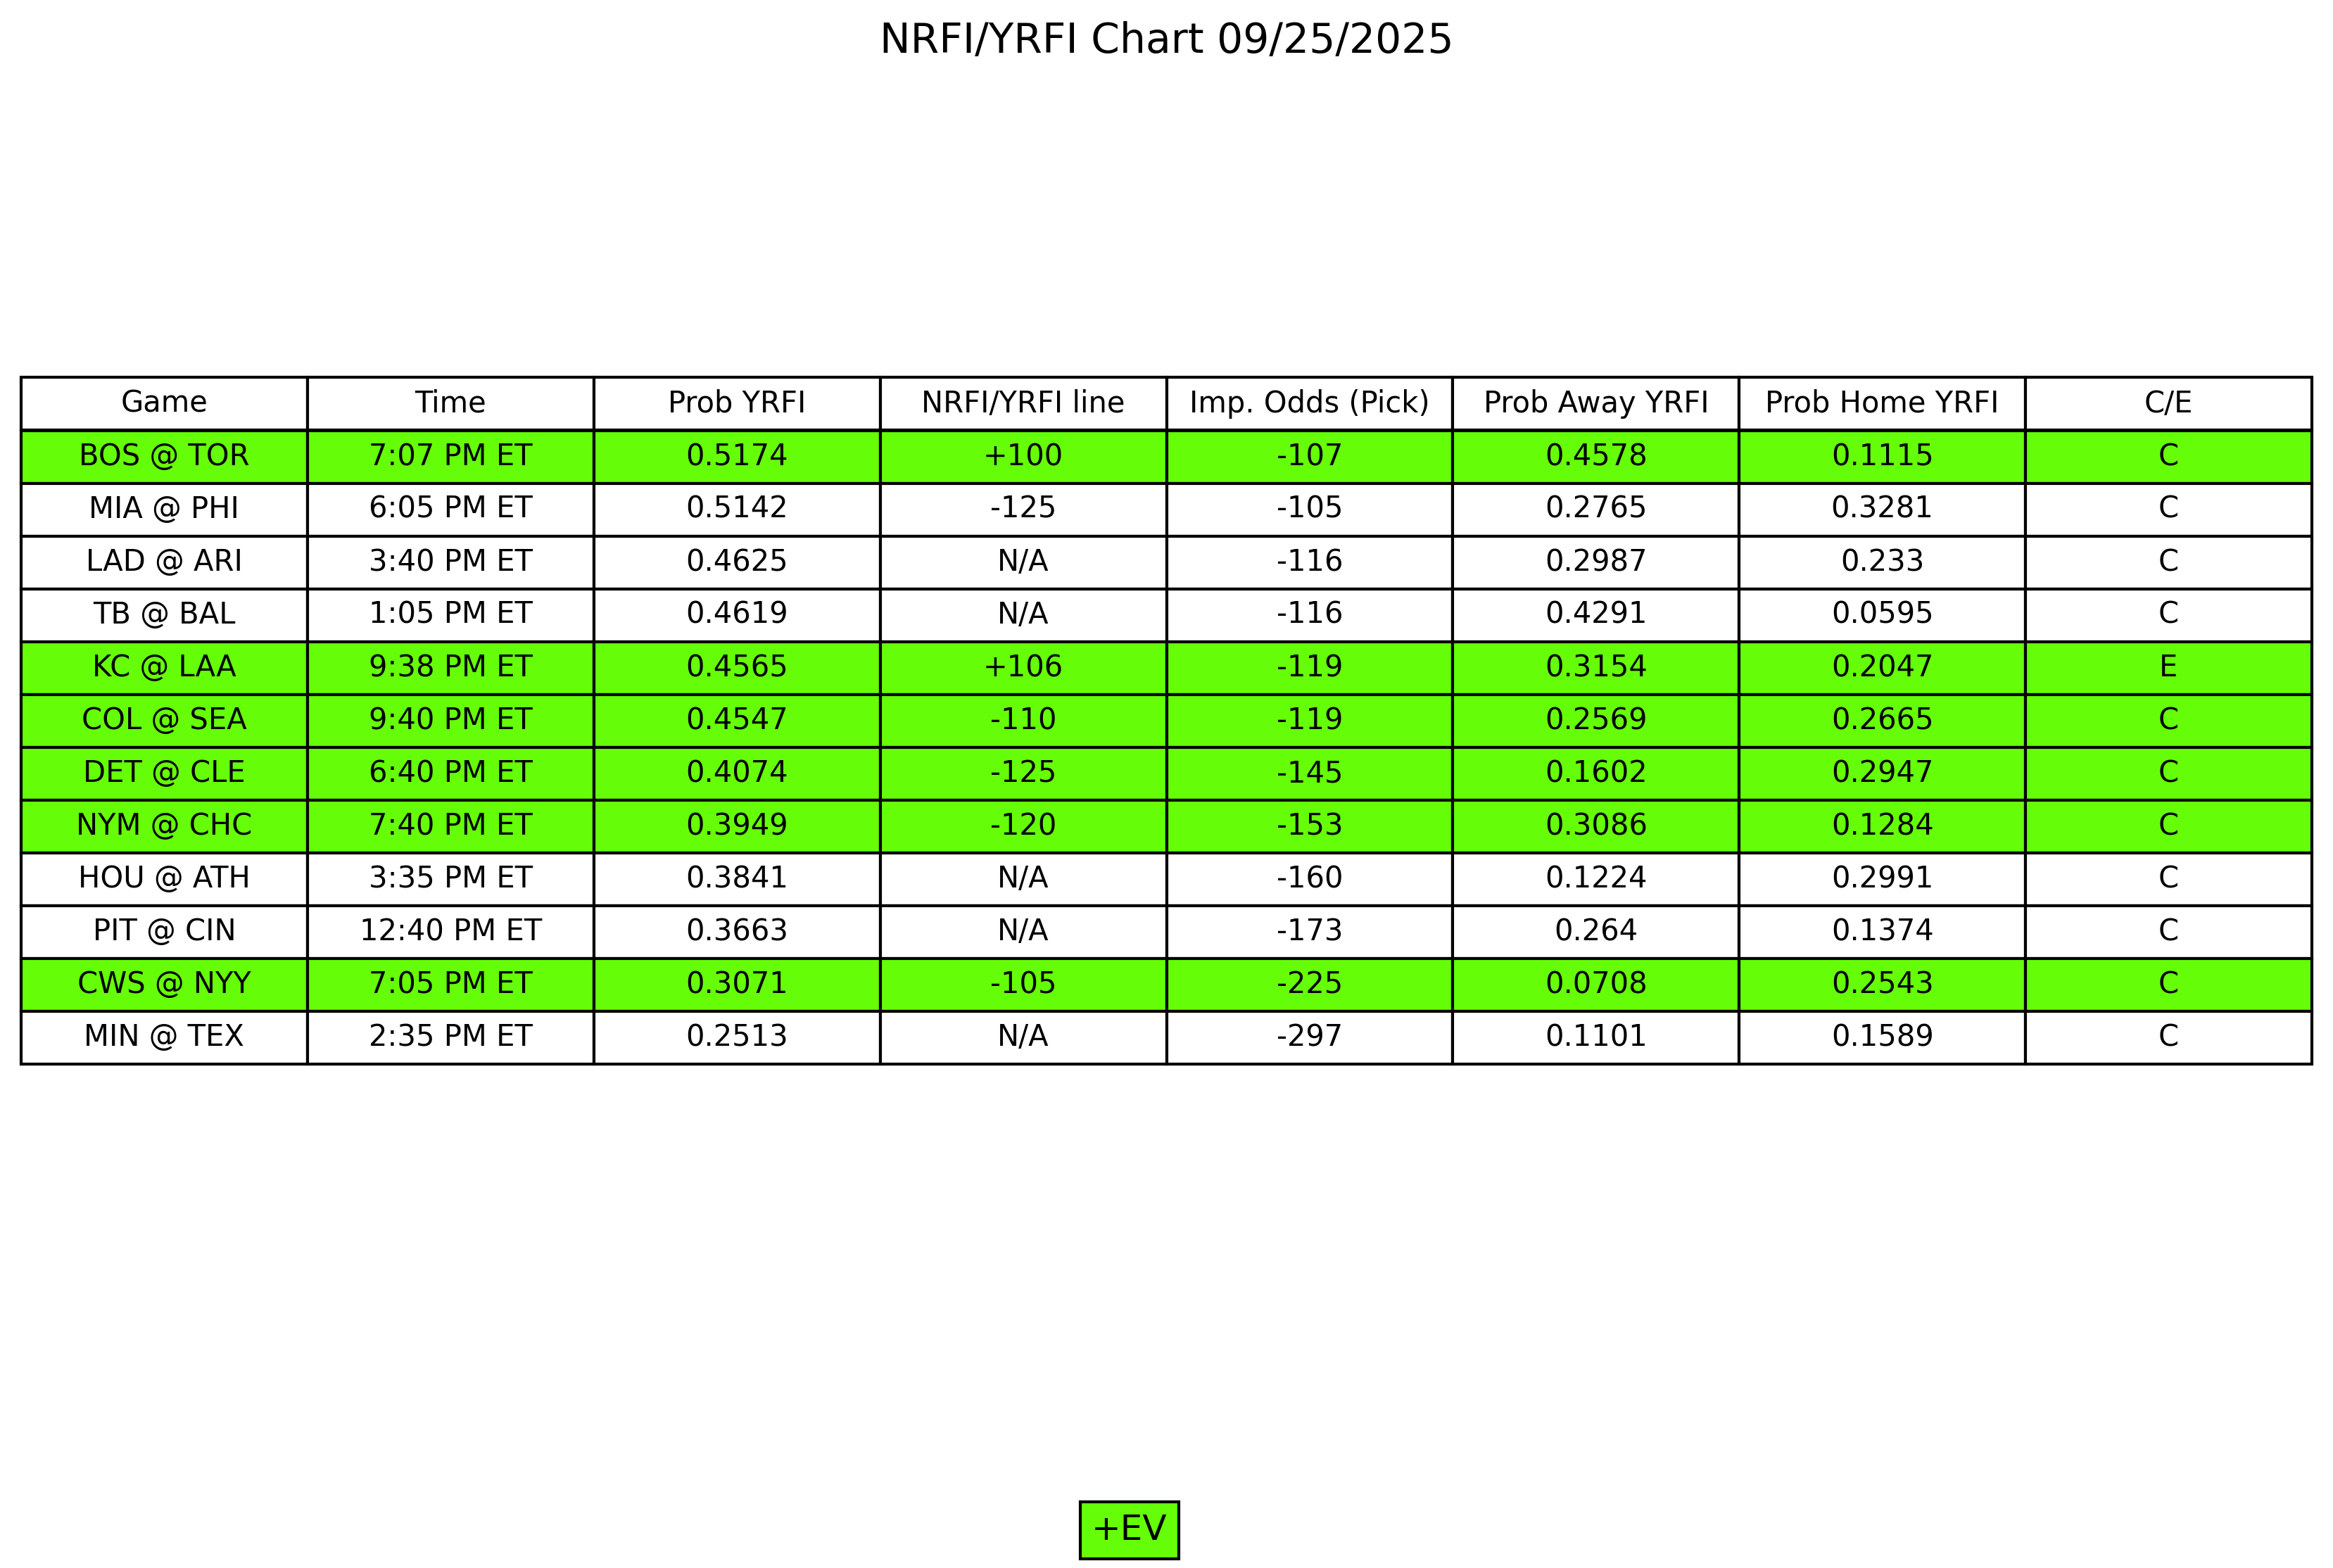 NRFI/YRFI Chart 09/25/2025
Game Time Prob YRFI NRFI/YRFI line Imp. Odds (Pick) Prob Away YRFI Prob Home YRFI C/E
BOS @ TOR 7:07 PM ET 0.5174 +100 -107 0.4578 0.1115 C
MIA @ PHI 6:05 PM ET 0.5142 -125 -105 0.2765 0.3281 C
LAD @ ARI 3:40 PM ET 0.4625 N/A -116 0.2987 0.233 C
TB @ BAL 1:05 PM ET 0.4619 N/A -116 0.4291 0.0595 C
KC @ LAA 9:38 PM ET 0.4565 +106 -119 0.3154 0.2047 E
COL @ SEA 9:40 PM ET 0.4547 -110 -119 0.2569 0.2665 C
DET @ CLE 6:40 PM ET 0.4074 -125 -145 0.1602 0.2947 C
NYM @ CHC 7:40 PM ET 0.3949 -120 -153 0.3086 0.1284 C
HOU @ ATH 3:35 PM ET 0.3841 N/A -160 0.1224 0.2991 C
PIT @ CIN 12:40 PM ET 0.3663 N/A -173 0.264 0.1374 C
CWS @ NYY 7:05 PM ET 0.3071 -105 -225 0.0708 0.2543 C
MIN @ TEX 2:35 PM ET 0.2513 N/A -297 0.1101 0.1589 C
+EV